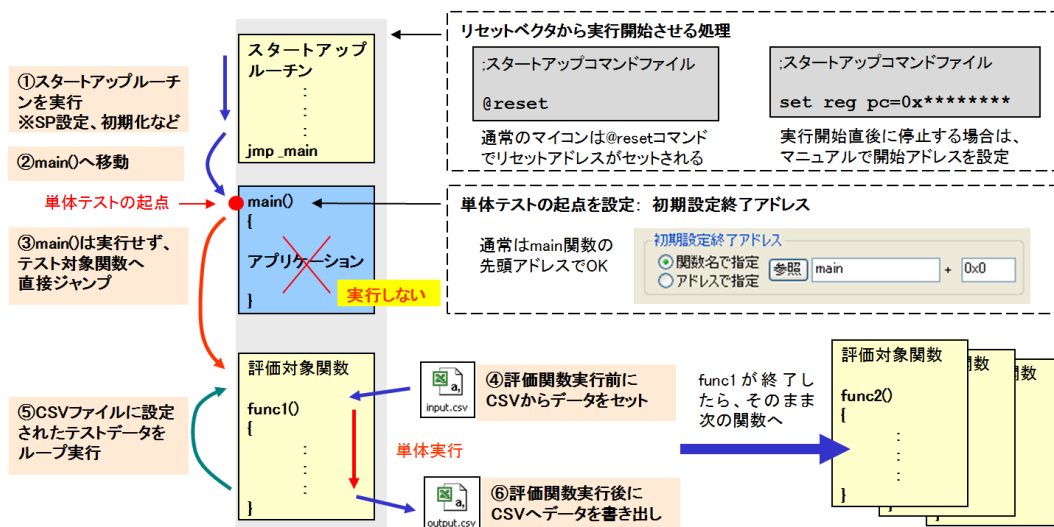 スタートアップ
ルーチン
:
:
:
:
jmp _main
①スタートアップルーチ
ンを実行
※SP設定、初期化など
②main()へ移動
単体テストの起点
③main()は実行せず、
テスト対象関数へ
直接ジャンプ
main()
{
アプリケーション
}
実行しない
リセットベクタから実行開始させる処理
;スタートアップコマンドファイル
@reset
通常のマイコンは@resetコマンド
でリセットアドレスがセットされる
;スタートアップコマンドファイル
set reg pc=0x********
実行開始直後に停止する場合は、
マニュアルで開始アドレスを設定
単体テストの起点を設定: 初期設定終了アドレス
通常はmain関数の
先頭アドレスでOK
初期設定終了アドレス
関数名で指定
アドレスで指定
参照
main
+
0x0
評価対象関数
func1()
{
:
:
:
:
}
⑤CSVファイルに設定
されたテストデータを
ループ実行
a,
input.csv
④評価関数実行前に
CSVからデータをセット
単体実行
a,
output.csv
⑥評価関数実行後に
CSVへデータを書き出し
func1が終了し
たら、そのまま
次の関数へ
評価対象関数
func2()
{
:
:
:
:
}
関数